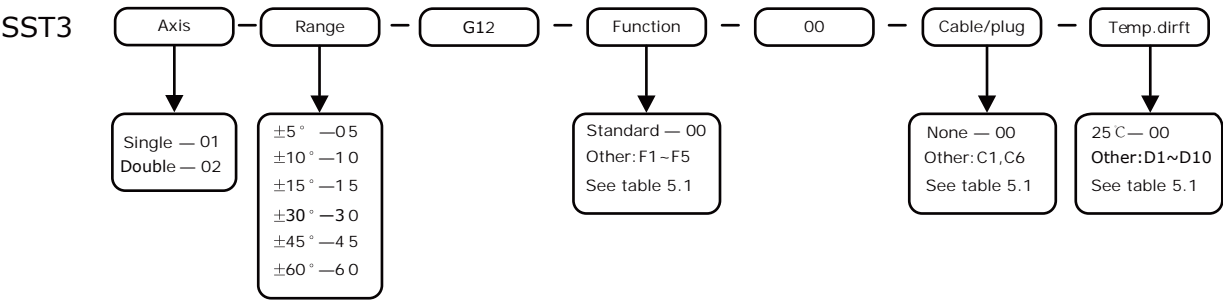 SST3 Axis — Range — G12 — Function — 00 — Cable/plug — Temp.dirft
Single — 01
Double — 02
±5° —05
±10°—10
±15°—15
±30°—30
±45°—45
±60°—60
Standard — 00
Other:F1~F5
See table 5.1
None — 00
Other:C1,C6
See table 5.1
25℃— 00
Other:D1~D10
See table 5.1